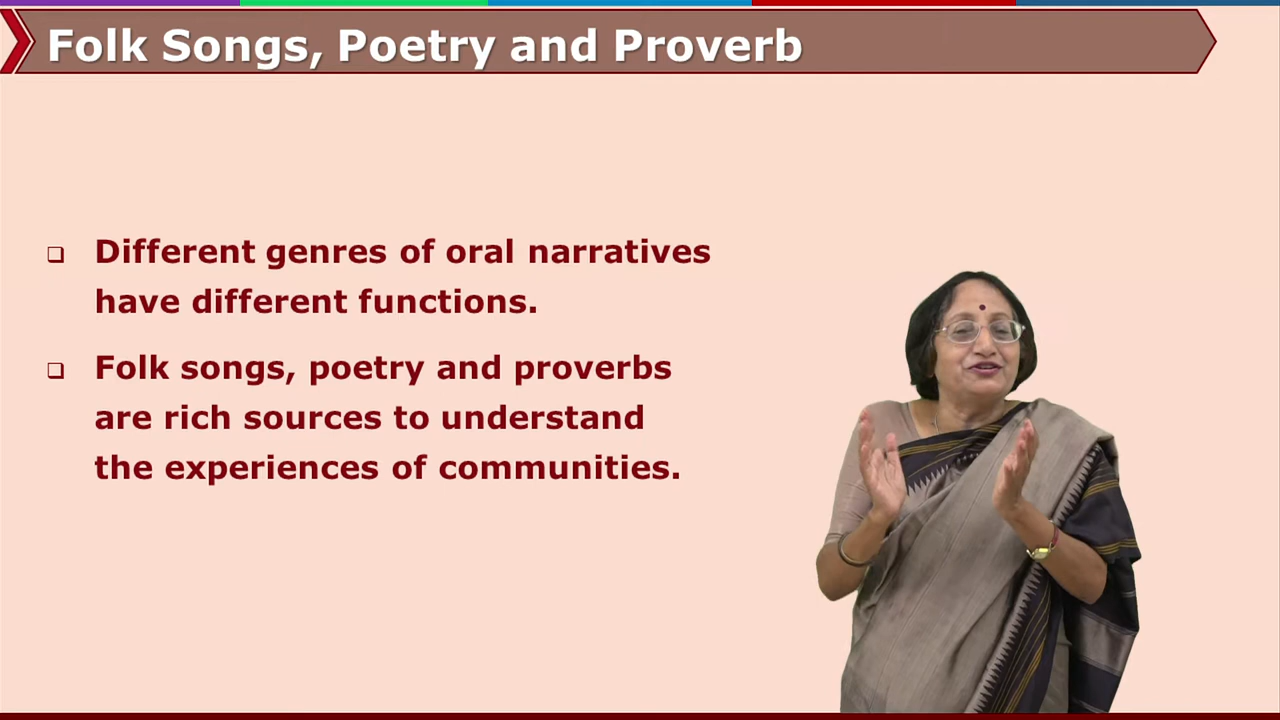 Folk Songs, Poetry and Proverb
❑ Different genres of oral narratives
have different functions.
❑ Folk songs, poetry and proverbs
are rich sources to understand
the experiences of communities.